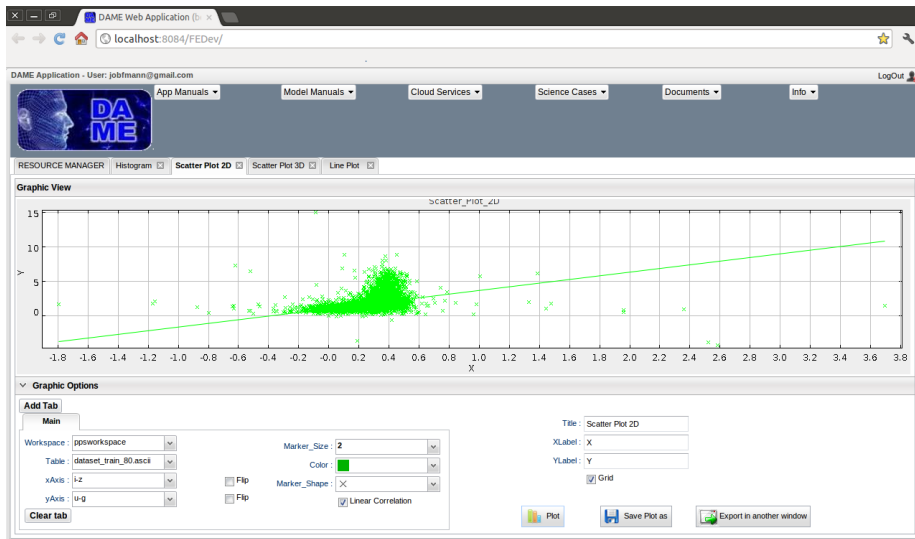 DAME Web Application (b
localhost:8084/FEDev/
DAME Application - User: jobfmann@gmail.com
LogOut
DAME
App Manuals
Model Manuals
Cloud Services
Science Cases
Documents
Info
RESOURCE MANAGER
Histogram
Scatter Plot 2D
Scatter Plot 3D
Line Plot
Graphic View
Scatter_Plot_2D
15
10
5
0
Y
-1.8 -1.6 -1.4 -1.2 -1.0 -0.8 -0.6 -0.4 -0.2 -0.0 0.2 0.4 0.6 0.8 1.0 1.2 1.4 1.6 1.8 2.0 2.2 2.4 2.6 2.8 3.0 3.2 3.4 3.6 3.8
X
Graphic Options
Add Tab
Main
Workspace : ppsworkspace
Table : dataset_train_80.ascii
xAxis : i-z
Flip
yAxis : u-g
Flip
Clear tab
Marker_Size : 2
Color :
Marker_Shape :
Linear Correlation
Title : Scatter Plot 2D
XLabel : X
YLabel : Y
Grid
Plot
Save Plot as
Export in another window